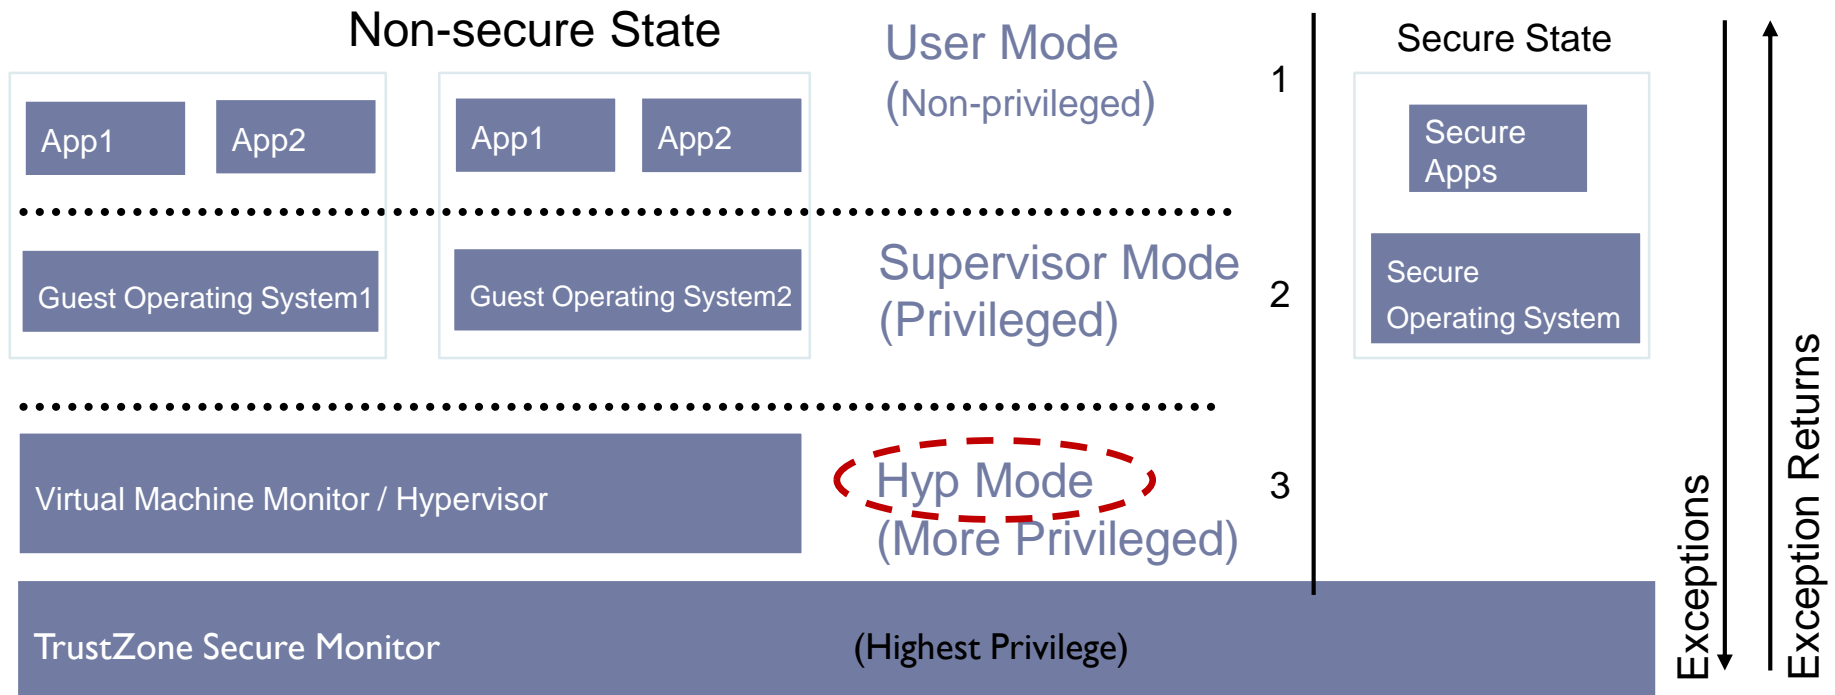 Non-secure State
User Mode
(Non-privileged)
1
Secure State
App1
App2
App1
App2
Secure
Apps
Guest Operating System1
Guest Operating System2
Supervisor Mode
(Privileged)
2
Secure
Operating System
Virtual Machine Monitor / Hypervisor
Hyp Mode
(More Privileged)
3
TrustZone Secure Monitor
(Highest Privilege)
Exceptions
Exception Returns